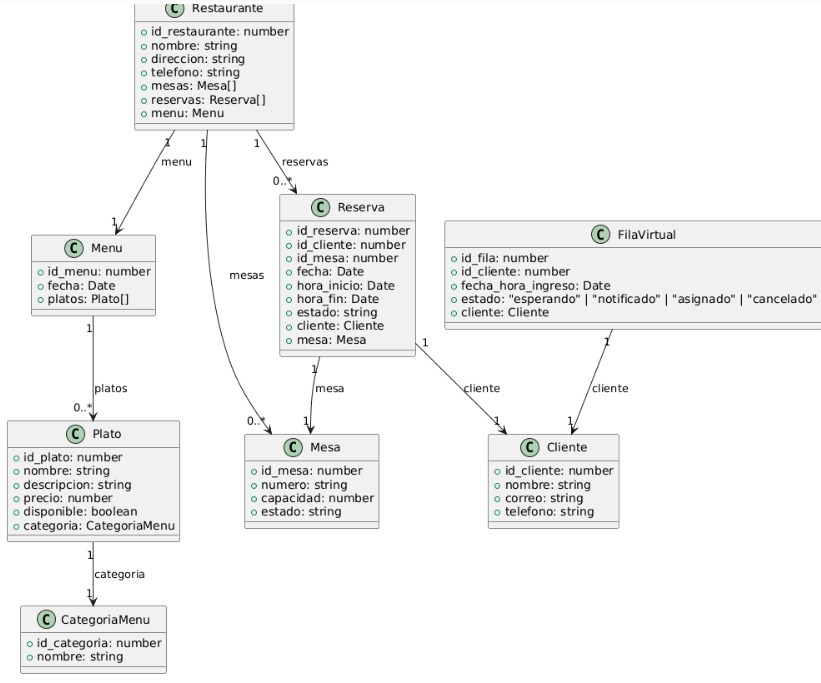 Restaurante
id_restaurante: number
nombre: string
direccion: string
telefono: string
mesas: Mesa[]
reservas: Reserva[]
menu: Menu
1
1
1
menu
reservas
0..*
1
mesas
C Reserva
id_reserva: number
id_cliente: number
id_mesa: number
fecha: Date
hora_inicio: Date
hora_fin: Date
estado: string
cliente: Cliente
mesa: Mesa
C FilaVirtual
id_fila: number
id_cliente: number
fecha_hora_ingreso: Date
estado: "esperando" | "notificado" | "asignado" | "cancelado"
cliente: Cliente
C Menu
id_menu: number
fecha: Date
platos: Plato[]
1
platos
0..*
1
mesa
0..*
1
1
cliente
1
1
cliente
1
C Plato
id_plato: number
nombre: string
descripcion: string
precio: number
disponible: boolean
categoria: CategoriaMenu
C Mesa
id_mesa: number
numero: string
capacidad: number
estado: string
C Cliente
id_cliente: number
nombre: string
correo: string
telefono: string
1
categoria
1
C CategoriaMenu
id_categoria: number
nombre: string